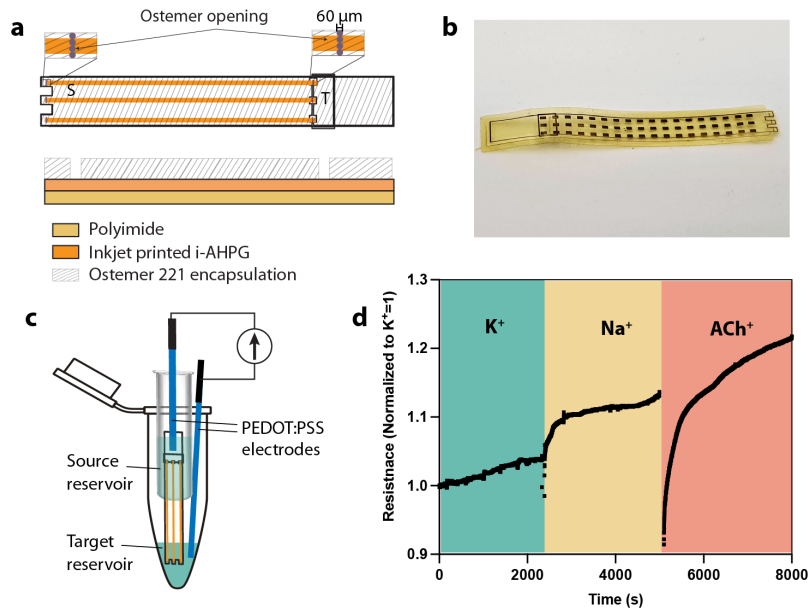 a
Ostemer opening
60 µm
S
T
Polyimide
Inkjet printed i-AHPG
Ostemer 221 encapsulation
b
c
PEDOT:PSS
electrodes
Source
reservoir
Target
reservoir
d
Resistnace (Normalized to K+=1)
1.3
1.2
1.1
1.0
0.9
K+
Na+
ACh+
0
2000
4000
6000
8000
Time (s)